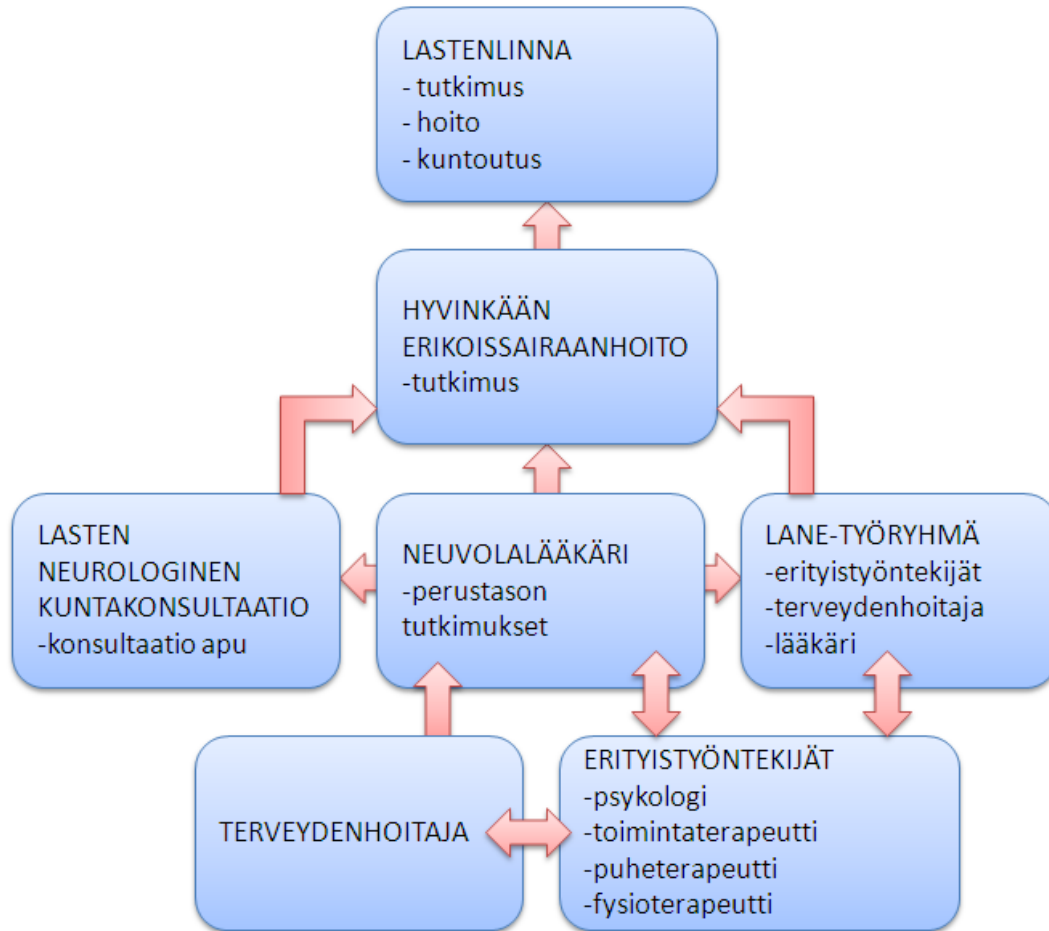 LASTENLINNA
- tutkimus
- hoito
- kuntoutus
HYVINKÄÄN
ERIKOISSAIRAANHOITO
-tutkimus
LASTEN
NEUROLOGINEN
KUNTAKONSULTAATIO
-konsultaatio apu
NEUVOLALÄÄKÄRI
-perustason
tutkimukset
LANE-TYÖRYHMÄ
-erityistyöntekijät
-terveydenhoitaja
-lääkäri
TERVEYDENHOITAJA
ERITYISTYÖNTEKIJÄT
-psykologi
-toimintaterapeutti
-puheterapeutti
-fysioterapeutti